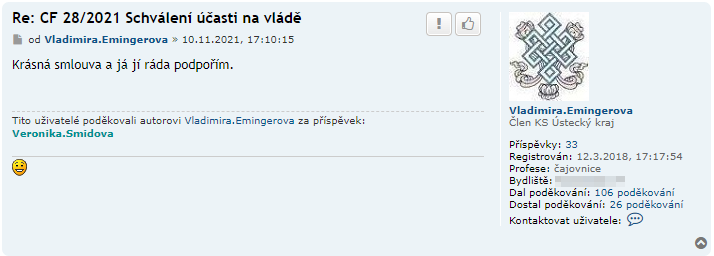 Re: CF 28/2021 Schválení účasti na vládě
od Vladimira.Emingerova » 10.11.2021, 17:10:15
Krásná smlouva a já jí ráda podpořím.
Tito uživatelé poděkovali autorovi Vladimira.Emingerova za příspěvek:
Veronika.Smidova
Vladimira.Emingerova
Člen KS Ústecký kraj
Příspěvky: 33
Registrován: 12.3.2018, 17:17:54
Profese: čajovnice
Bydliště:
Dal poděkování: 106 poděkování
Dostal poděkování: 26 poděkování
Kontaktovat uživatele: